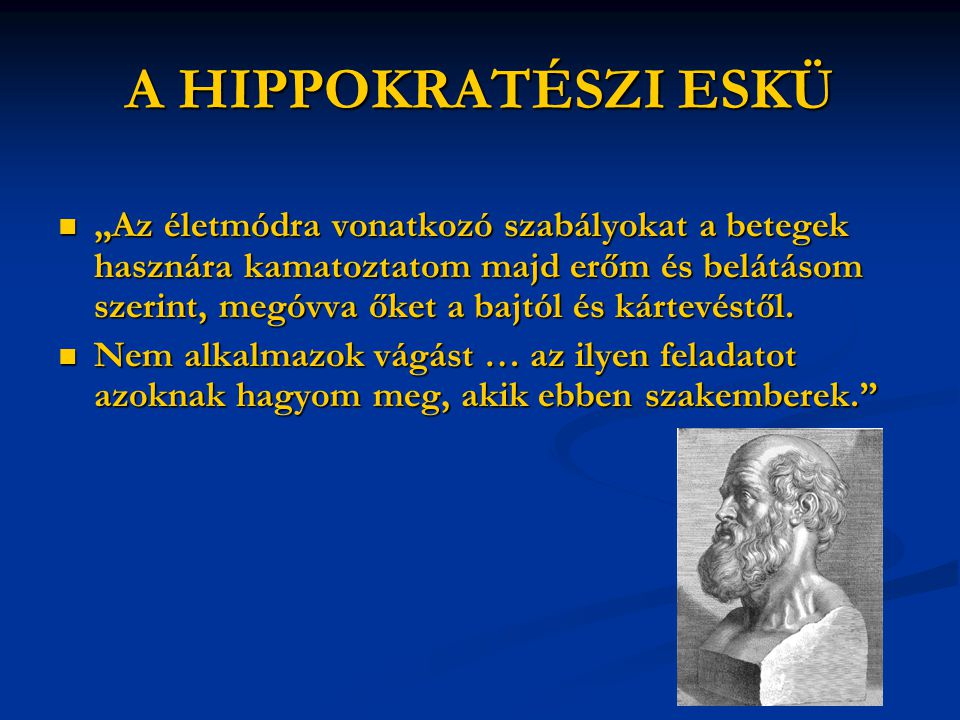 A HIPPOKRATÉSZI ESKÜ
„Az életmódra vonatkozó szabályokat a betegek
hasznára kamatoztatom majd erőm és belátásom
szerint, megóvva őket a bajtól és kártevéstől.
Nem alkalmazok vágást … az ilyen feladatot
azoknak hagyom meg, akik ebben szakemberek.”